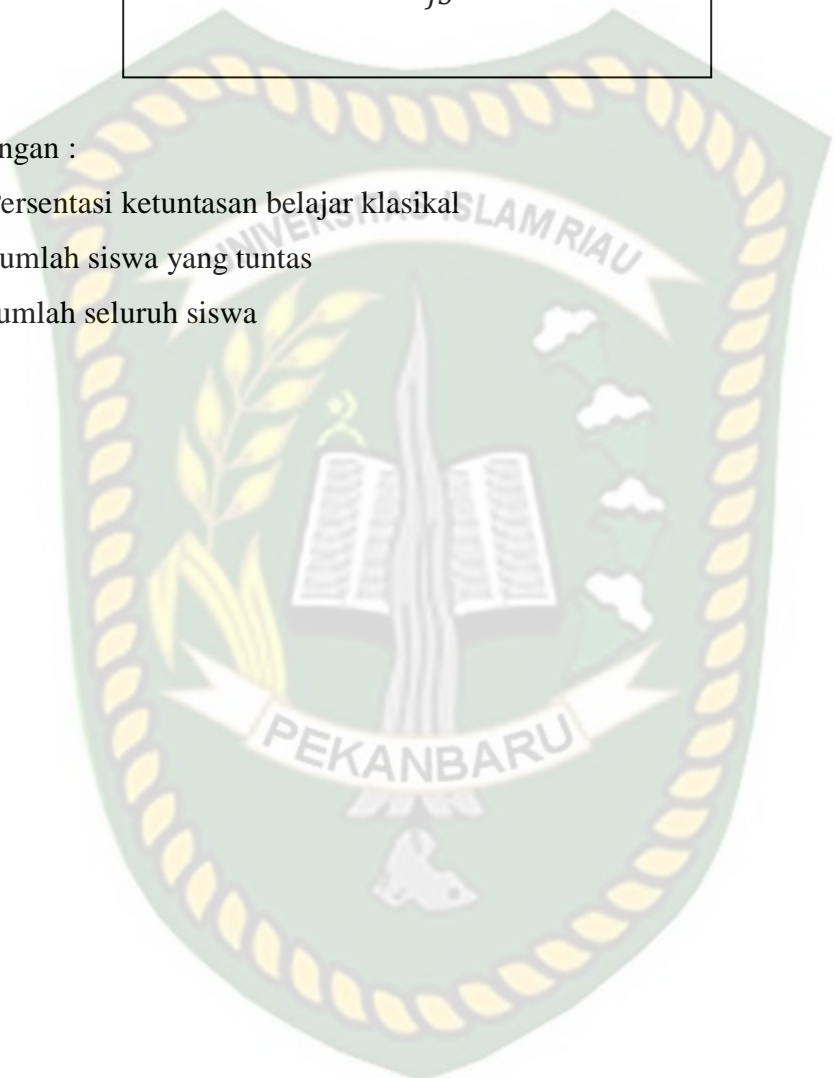 ngan :
ersentasi ketuntasan belajar klasikal
umlah siswa yang tuntas
umlah seluruh siswa
UNIVERSITAS ISLAM RIAU
PEKANBARU